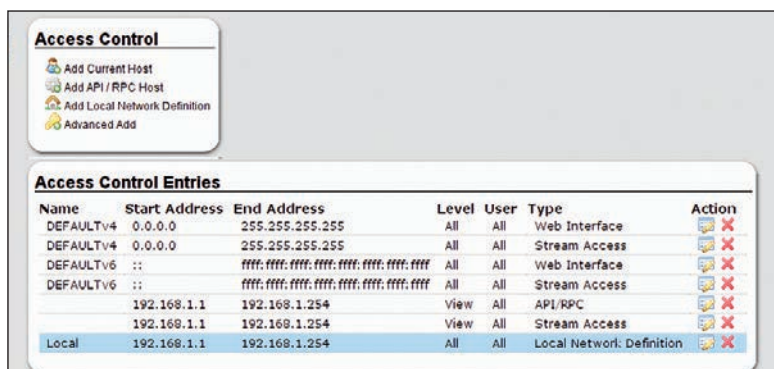 Access Control
Add Current Host
Add API / RPC Host
Add Local Network Definition
Advanced Add
Access Control Entries
Name Start Address End Address Level User Type Action
DEFAULTv4 0.0.0.0 255.255.255.255 All All Web Interface
DEFAULTv4 0.0.0.0 255.255.255.255 All All Stream Access
DEFAULTv6 :: ffff:ffff:ffff:ffff:ffff:ffff:ffff:ffff All All Web Interface
DEFAULTv6 :: ffff:ffff:ffff:ffff:ffff:ffff:ffff:ffff All All Stream Access
192.168.1.1 192.168.1.254 View All API/RPC
192.168.1.1 192.168.1.254 View All Stream Access
Local 192.168.1.1 192.168.1.254 All All Local Network Definition